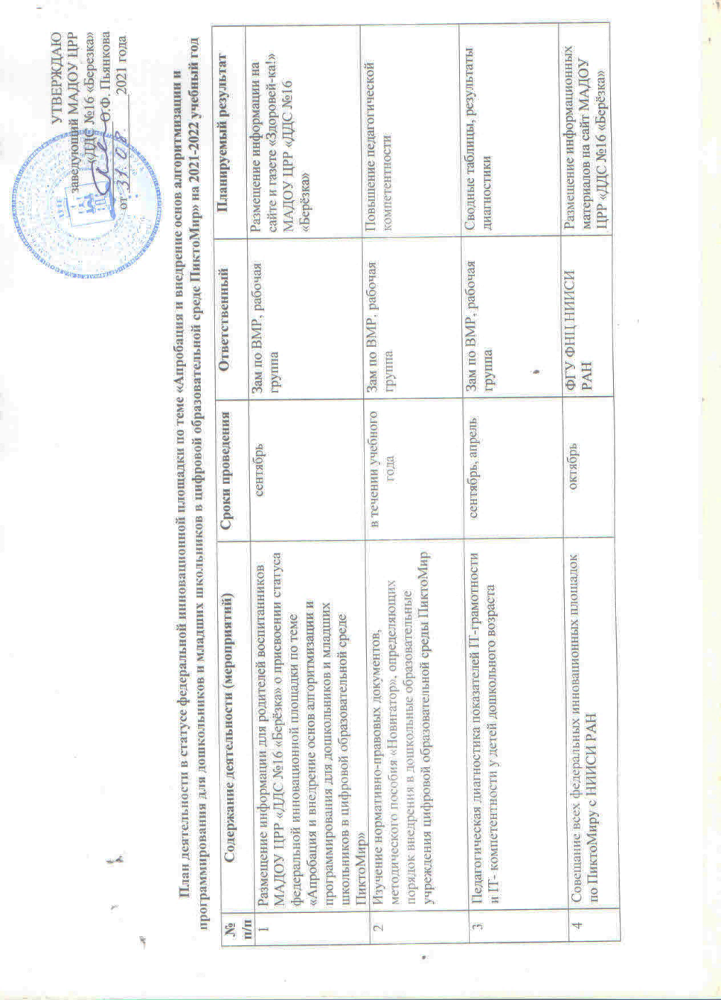 УТВЕРЖДАЮ
заведующий МАДОУ ЦРР
«ДДС №16 «Березка»
О.Ф. Пьянкова
от 31.08. 2021 года
План деятельности в статусе федеральной инновационной площадки по теме «Апробация и внедрение основ алгоритмизации и
программирования для дошкольников и младших школьников в цифровой образовательной среде ПиктоМир» на 2021-2022 учебный год
№
п/п
Содержание деятельности (мероприятий)
Сроки проведения
Ответственный
Планируемый результат
1
Размещение информации для родителей воспитанников
МАДОУ ЦРР «ДДС №16 «Берёзка» о присвоении статуса
федеральной инновационной площадки по теме
«Апробация и внедрение основ алгоритмизации и
программирования для дошкольников и младших
школьников в цифровой образовательной среде
ПиктоМир»
сентябрь
Зам по ВМР, рабочая
группа
Размещение информации на
сайте и газете «Здоровей-ка!»
МАДОУ ЦРР «ДДС №16
«Берёзка»
2
Изучение нормативно-правовых документов,
методического пособия «Новигатор», определяющих
порядок внедрения в дошкольные образовательные
учреждения цифровой образовательной среды ПиктоМир
в течении учебного
года
Зам по ВМР, рабочая
группа
Повышение педагогической
компетентности
3
Педагогическая диагностика показателей IT-грамотности
и IT- компетентности у детей дошкольного возраста
сентябрь, апрель
Зам по ВМР, рабочая
группа
Сводные таблицы, результаты
диагностики
4
Совещание всех федеральных инновационных площадок
по ПиктоМиру с НИИСИ РАН
октябрь
ФГУ ФНЦ НИИСИ
РАН
Размещение информационных
материалов на сайт МАДОУ
ЦРР «ДДС №16 «Берёзка»